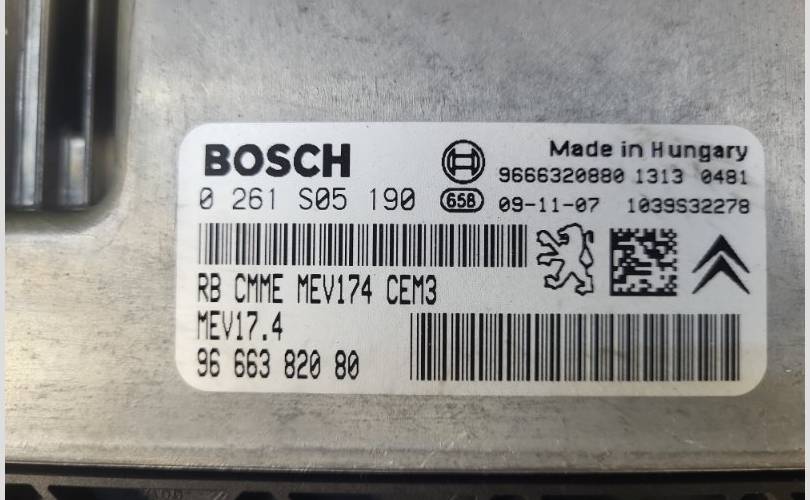 BOSCH
Made in Hungary
9666320880 1313 0481
0 261 S05 190
658
09-11-07 1039S32278
RB CMME MEV174 CEM3
MEV17.4
96 663 820 80